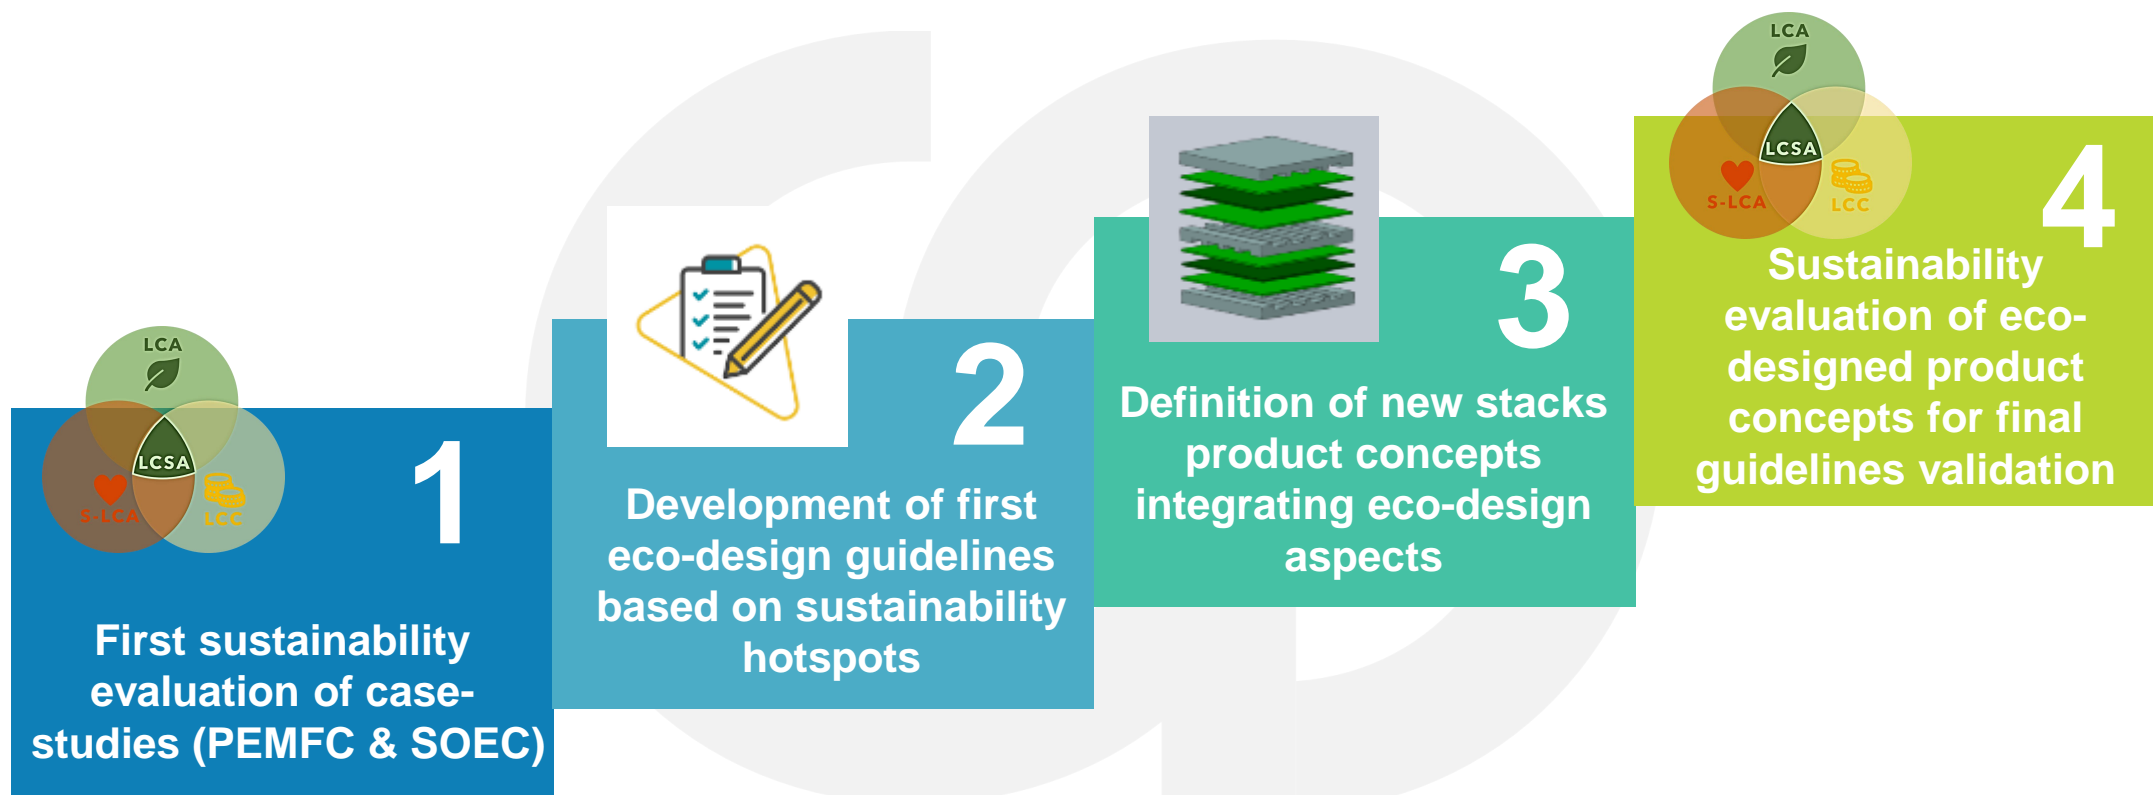 LCA
LCSA
S-LCA
LCC
1
First sustainability
evaluation of case-
studies (PEMFC & SOEC)
2
Development of first
eco-design guidelines
based on sustainability
hotspots
3
Definition of new stacks
product concepts
integrating eco-design
aspects
LCA
LCSA
S-LCA
LCC
4
Sustainability
evaluation of eco-
designed product
concepts for final
guidelines validation